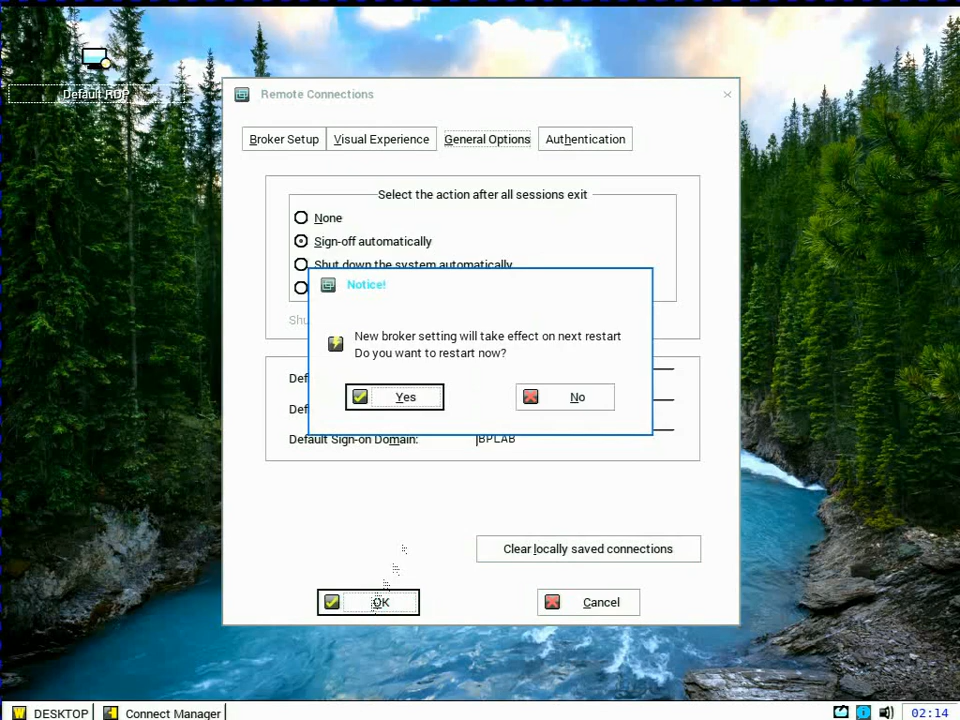 Default RDP
Remote Connections
Broker Setup
Visual Experience
General Options
Authentication
Select the action after all sessions exit
None
Sign-off automatically
Shut down the system automatically
Notice!
New broker setting will take effect on next restart
Do you want to restart now?
Yes
No
Default Sign-on Domain:
BPLAB
Clear locally saved connections
OK
Cancel
DESKTOP
Connect Manager
02:14